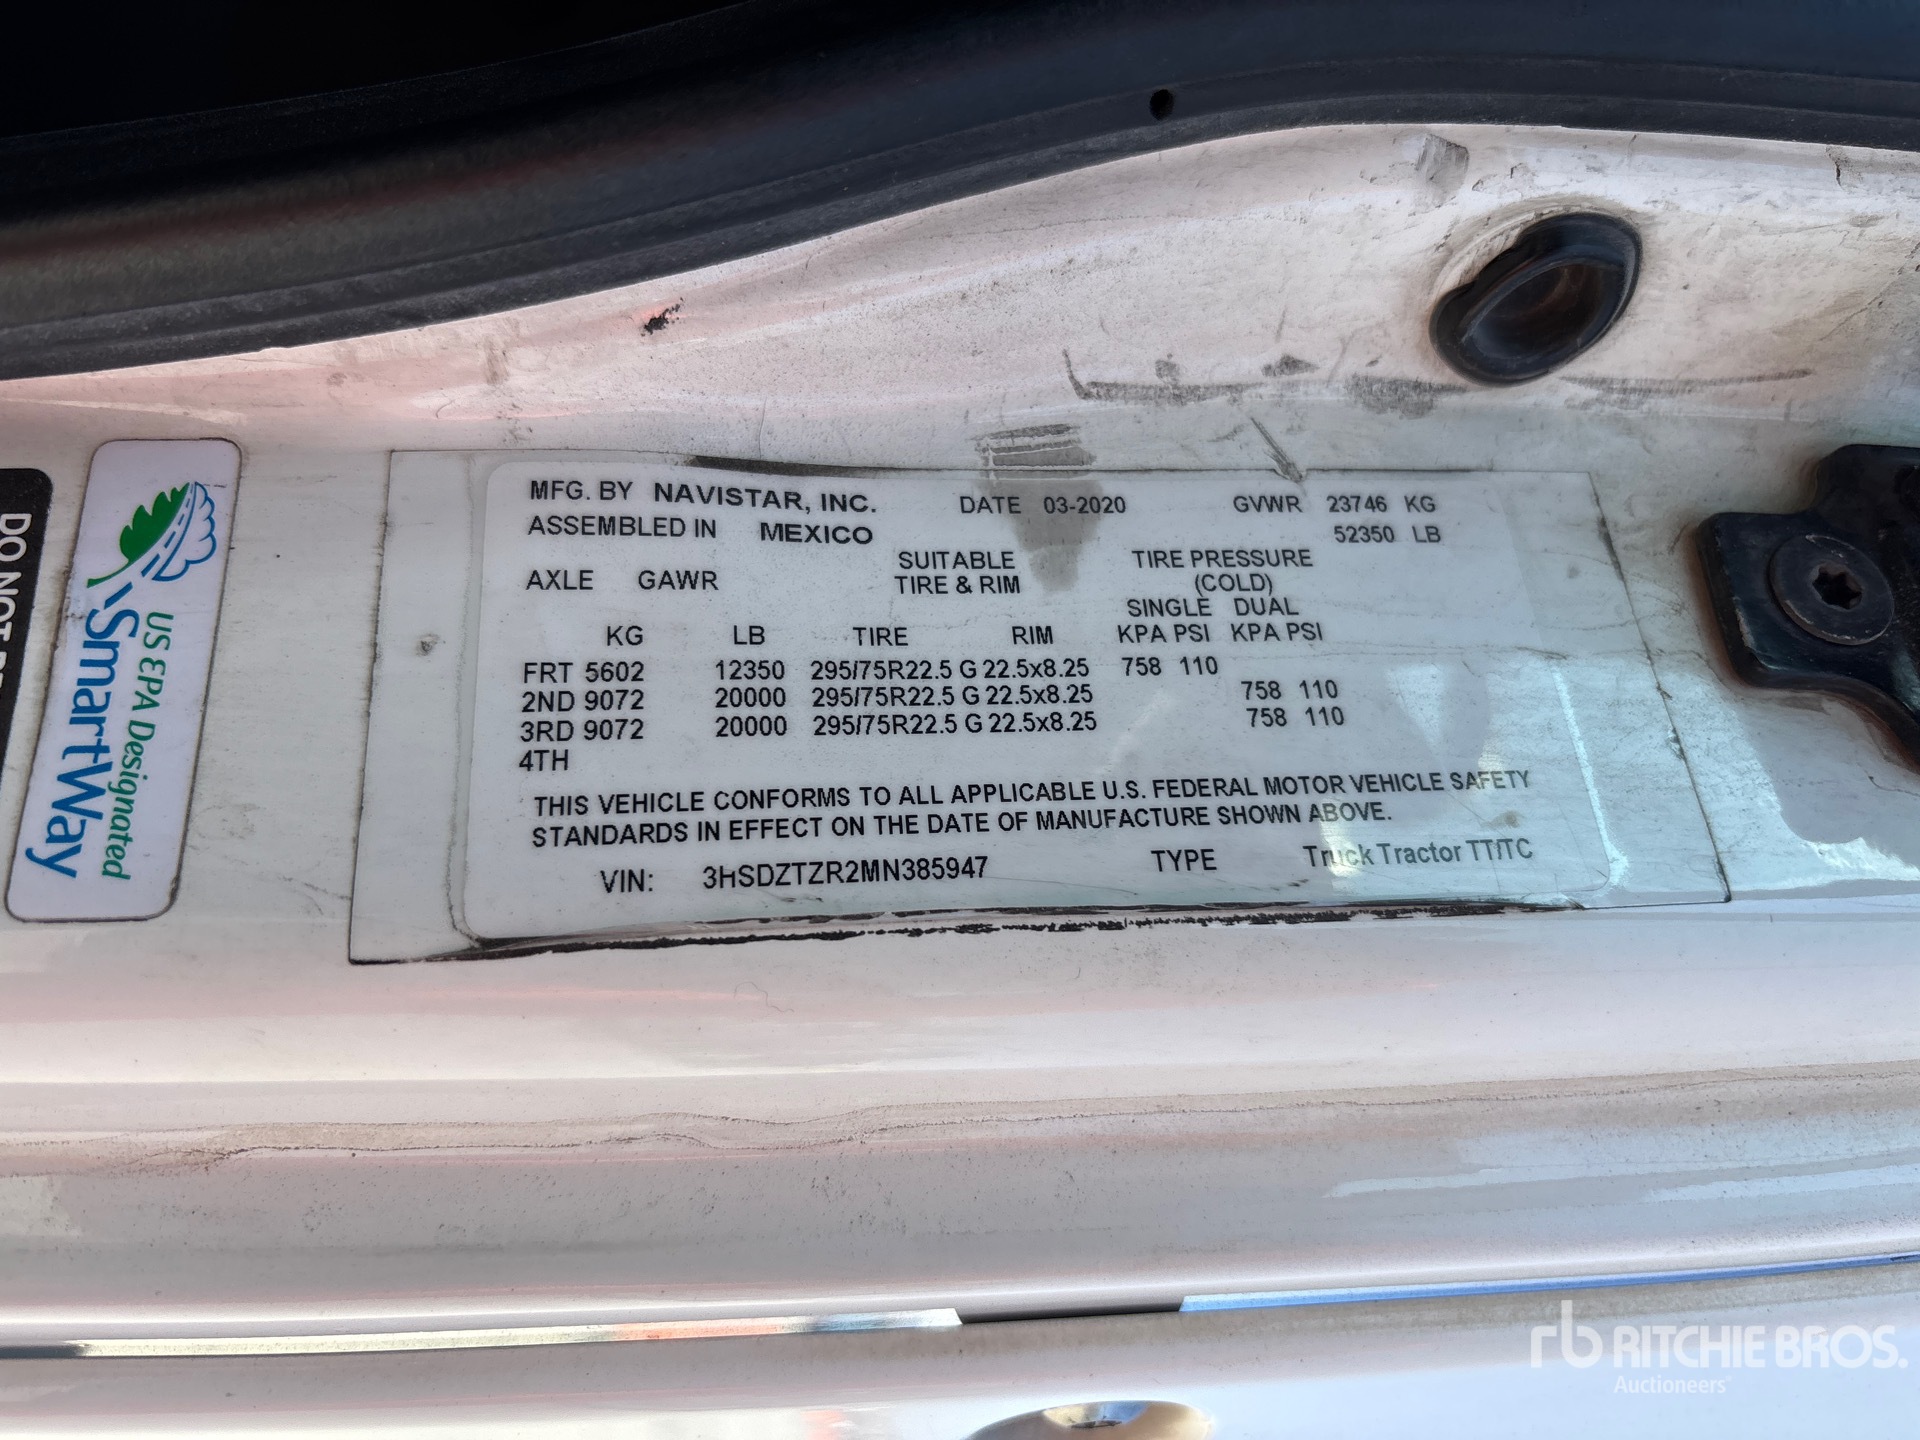 MFG. BY NAVISTAR, INC. DATE 03-2020 GVWR 23746 KG
ASSEMBLED IN MEXICO 52350 LB
AXLE GAWR SUITABLE TIRE PRESSURE
TIRE & RIM (COLD)
SINGLE DUAL
KG LB TIRE RIM KPA PSI KPA PSI
FRT 5602 12350 295/75R22.5 G 22.5x8.25 758 110
2ND 9072 20000 295/75R22.5 G 22.5x8.25 758 110
3RD 9072 20000 295/75R22.5 G 22.5x8.25 758 110
4TH
THIS VEHICLE CONFORMS TO ALL APPLICABLE U.S. FEDERAL MOTOR VEHICLE SAFETY
STANDARDS IN EFFECT ON THE DATE OF MANUFACTURE SHOWN ABOVE.
VIN: 3HSDZTZR2MN385947 TYPE Truck Tractor TT/TC
US EPA Designated
SmartWay
DO NOT
rb RITCHIE BROS.
Auctioneers